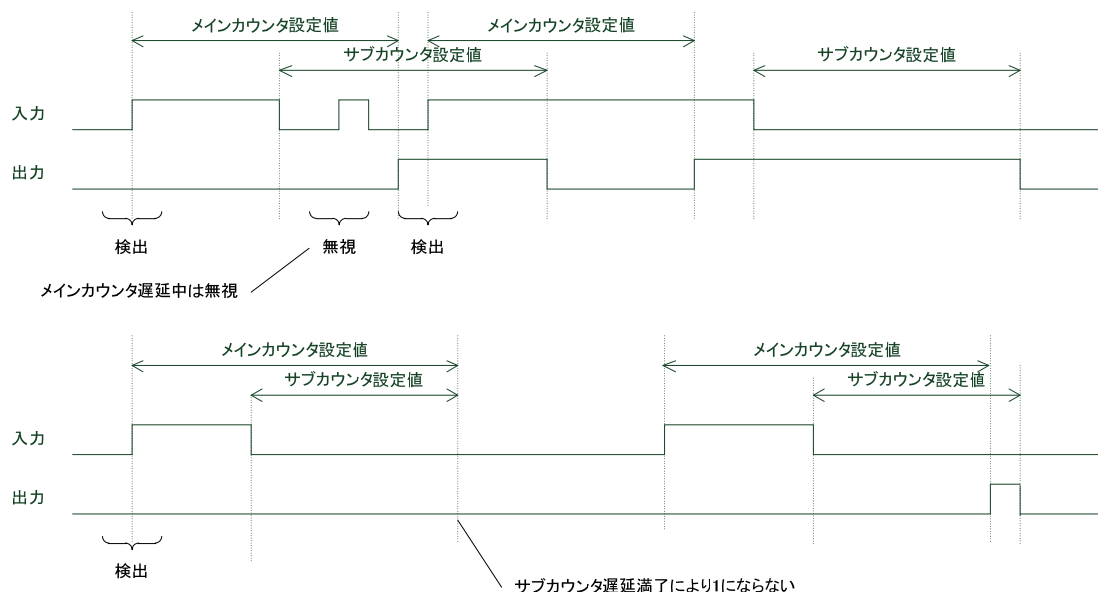 メインカウンタ設定値
メインカウンタ設定値
サブカウンタ設定値
サブカウンタ設定値
入力
出力
検出
無視
検出
メインカウンタ遅延中は無視
メインカウンタ設定値
メインカウンタ設定値
サブカウンタ設定値
サブカウンタ設定値
入力
出力
検出
サブカウンタ遅延満了により1にならない